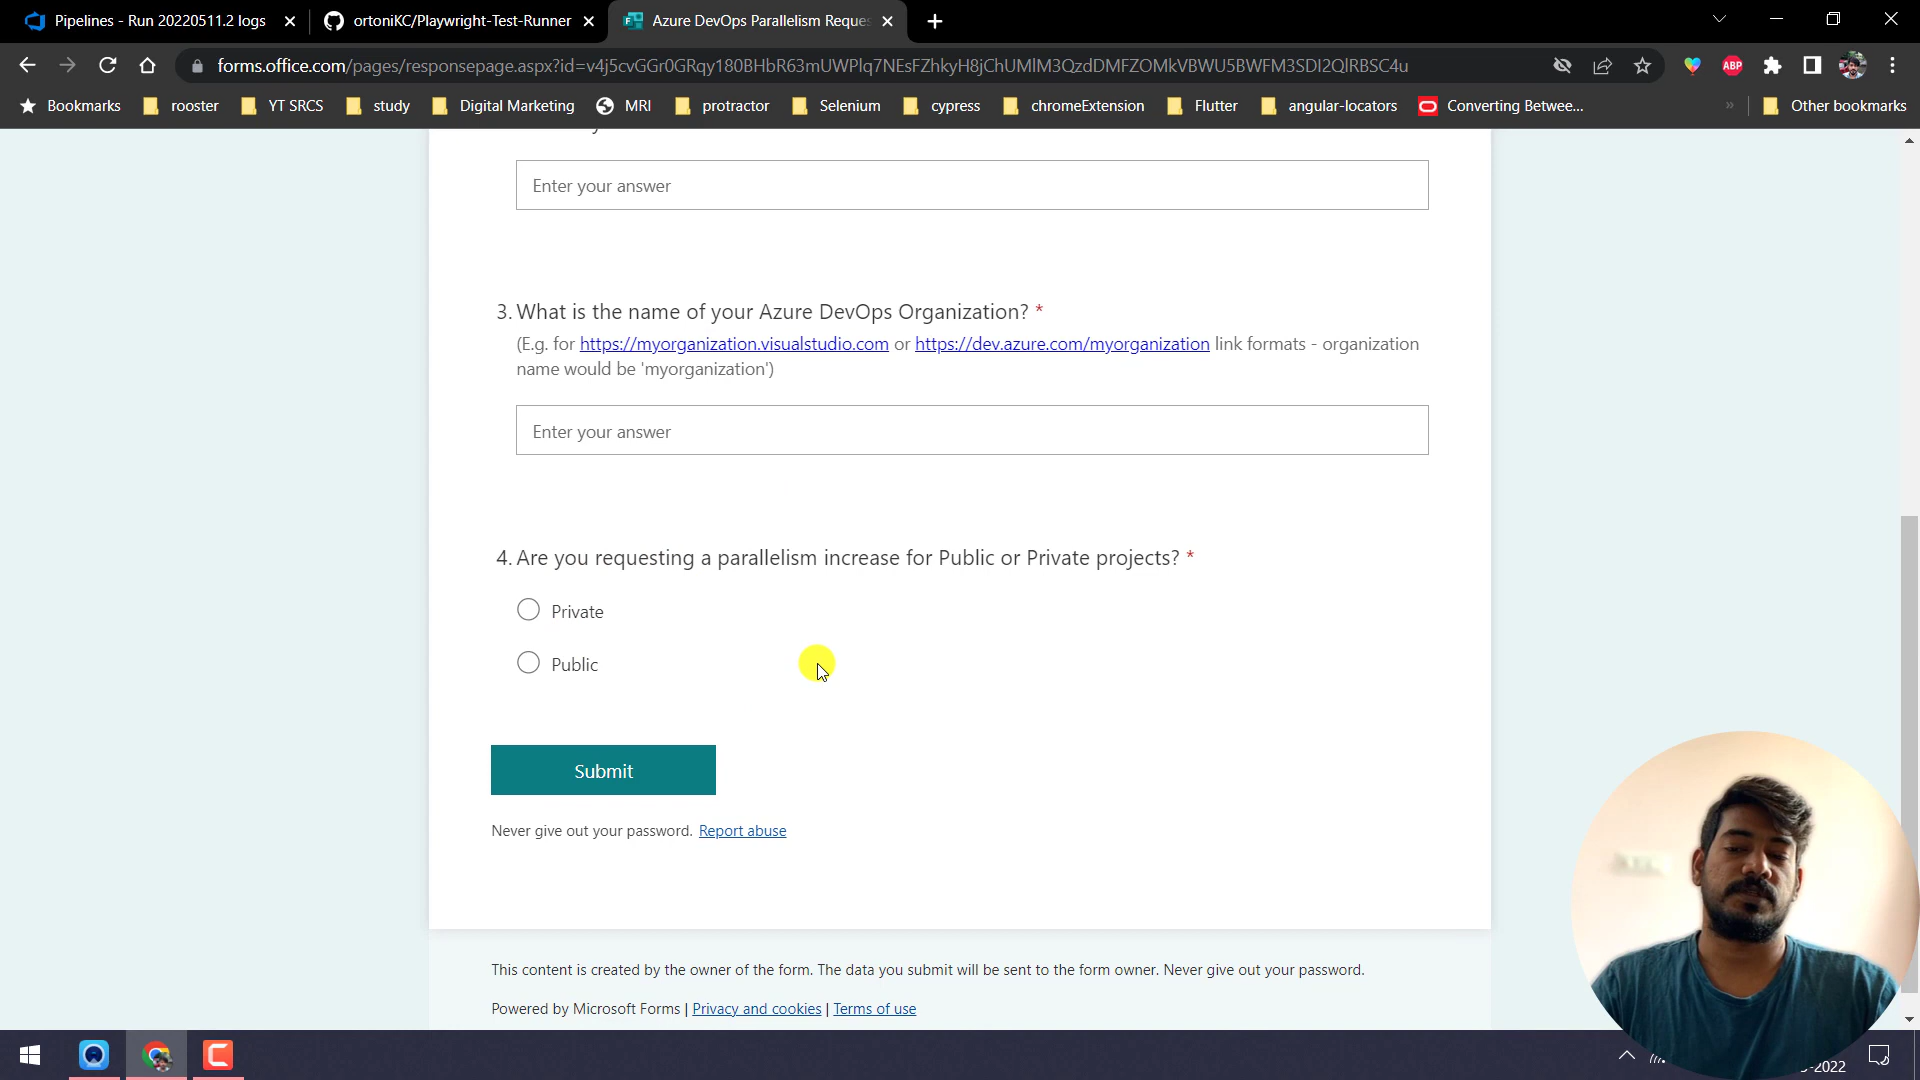 Pipelines - Run 20220511.2 logs
ortoniKC/Playwright-Test-Runner
Azure DevOps Parallelism Reques
forms.office.com/pages/responsepage.aspx?id=v4j5cvGGr0GRqy180BHbR63mUWPlq7NEsFZhkyH8jChUMlM3QzdDMFZOMkVBWU5BWFM3SDI2QlRBSC4u
ABP
Bookmarks
rooster
YT SRCS
study
Digital Marketing
MRI
protractor
Selenium
cypress
chromeExtension
Flutter
angular-locators
Converting Betwee...
»
Other bookmarks
Enter your answer
3. What is the name of your Azure DevOps Organization? *
(E.g. for https://myorganization.visualstudio.com or https://dev.azure.com/myorganization link formats - organization
name would be 'myorganization')
Enter your answer
4. Are you requesting a parallelism increase for Public or Private projects? *
Private
Public
Submit
Never give out your password. Report abuse
This content is created by the owner of the form. The data you submit will be sent to the form owner. Never give out your password.
Powered by Microsoft Forms | Privacy and cookies | Terms of use
-2022